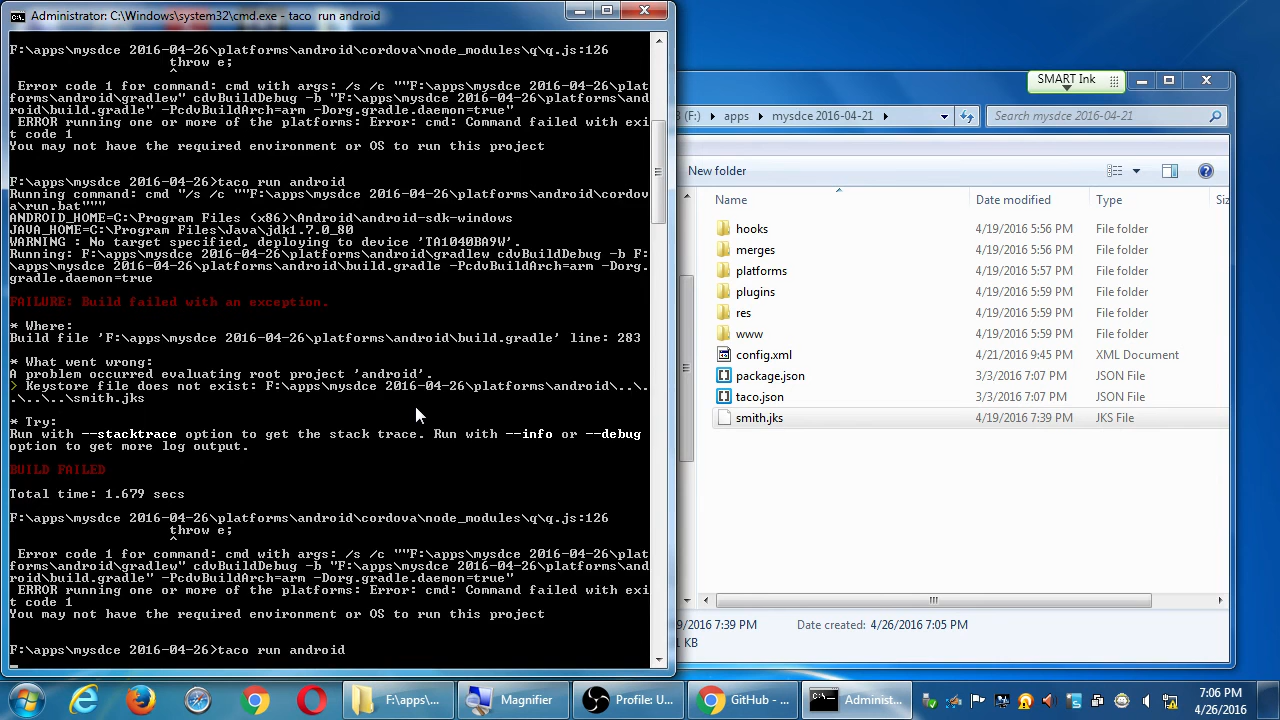 Administrator: C:\Windows\system32\cmd.exe - taco  run android
F:\apps\mysdce 2016-04-26\platforms\android\cordova\node_modules\q\q.js:126
throw e;
^
Error code 1 for command: cmd with args: /s /c ""F:\apps\mysdce 2016-04-26\plat
forms\android\gradlew" cdvBuildDebug -b "F:\apps\mysdce 2016-04-26\platforms\and
roid\build.gradle" -PcdvBuildArch=arm -Dorg.gradle.daemon=true"
ERROR running one or more of the platforms: Error: cmd: Command failed with exi
t code 1
You may not have the required environment or OS to run this project
F:\apps\mysdce 2016-04-26>taco run android
Running command: cmd "/s /c ""F:\apps\mysdce 2016-04-26\platforms\android\cordov
a\run.bat"""
ANDROID_HOME=C:\Program Files (x86)\Android\android-sdk-windows
JAVA_HOME=C:\Program Files\Java\jdk1.7.0_80
WARNING : No target specified, deploying to device 'TA1040BA9W'.
Running: F:\apps\mysdce 2016-04-26\platforms\android\gradlew cdvBuildDebug -b F:
\apps\mysdce 2016-04-26\platforms\android\build.gradle -PcdvBuildArch=arm -Dorg.
gradle.daemon=true
FAILURE: Build failed with an exception.
* Where:
Build file 'F:\apps\mysdce 2016-04-26\platforms\android\build.gradle' line: 283
* What went wrong:
A problem occurred evaluating root project 'android'.
> Keystore file does not exist: F:\apps\mysdce 2016-04-26\platforms\android\..\.
.\..\..\smith.jks
* Try:
Run with --stacktrace option to get the stack trace. Run with --info or --debug
option to get more log output.
BUILD FAILED
Total time: 1.679 secs
F:\apps\mysdce 2016-04-26\platforms\android\cordova\node_modules\q\q.js:126
throw e;
^
Error code 1 for command: cmd with args: /s /c ""F:\apps\mysdce 2016-04-26\plat
forms\android\gradlew" cdvBuildDebug -b "F:\apps\mysdce 2016-04-26\platforms\and
roid\build.gradle" -PcdvBuildArch=arm -Dorg.gradle.daemon=true"
ERROR running one or more of the platforms: Error: cmd: Command failed with exi
t code 1
You may not have the required environment or OS to run this project
F:\apps\mysdce 2016-04-26>taco run android
SMART Ink
(F:) apps mysdce 2016-04-21 Search mysdce 2016-04-21
New folder
Name Date modified Type Siz
hooks 4/19/2016 5:56 PM File folder
merges 4/19/2016 5:56 PM File folder
platforms 4/19/2016 5:57 PM File folder
plugins 4/19/2016 5:59 PM File folder
res 4/19/2016 5:59 PM File folder
www 4/19/2016 5:59 PM File folder
config.xml 4/21/2016 9:45 PM XML Document
package.json 3/3/2016 7:07 PM JSON File
taco.json 3/3/2016 7:07 PM JSON File
smith.jks 4/19/2016 7:39 PM JKS File
9/2016 7:39 PM Date created: 4/26/2016 7:05 PM
KB
F:\apps\... Magnifier Profile: U... GitHub - ... Administ... 7:06 PM
4/26/2016